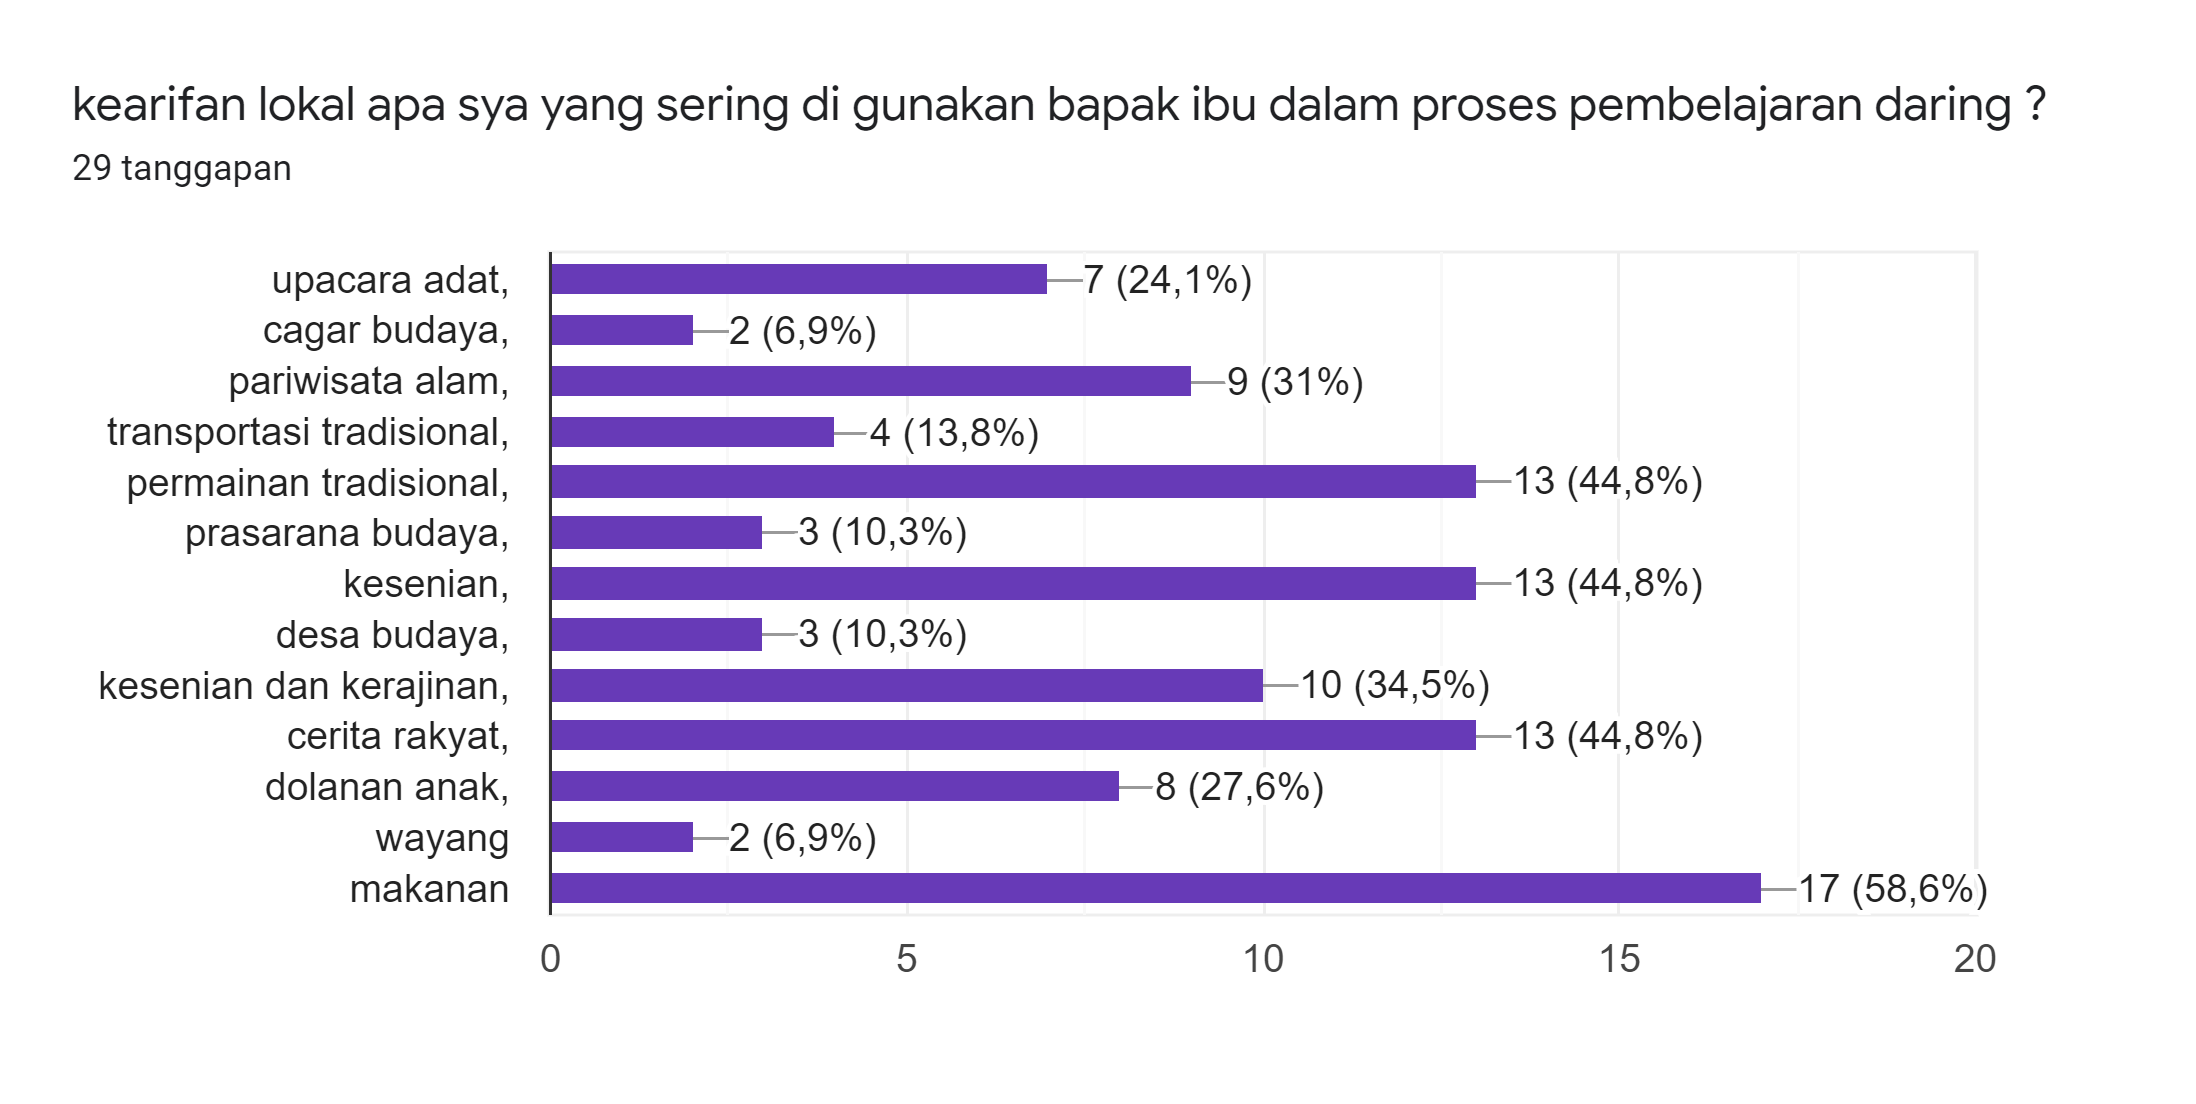 kearifan lokal apa sya yang sering di gunakan bapak ibu dalam proses pembelajaran daring ?
29 tanggapan
upacara adat, 7 (24,1%)
cagar budaya, 2 (6,9%)
pariwisata alam, 9 (31%)
transportasi tradisional, 4 (13,8%)
permainan tradisional, 13 (44,8%)
prasarana budaya, 3 (10,3%)
kesenian, 13 (44,8%)
desa budaya, 3 (10,3%)
kesenian dan kerajinan, 10 (34,5%)
cerita rakyat, 13 (44,8%)
dolanan anak, 8 (27,6%)
wayang 2 (6,9%)
makanan 17 (58,6%)
0 5 10 15 20